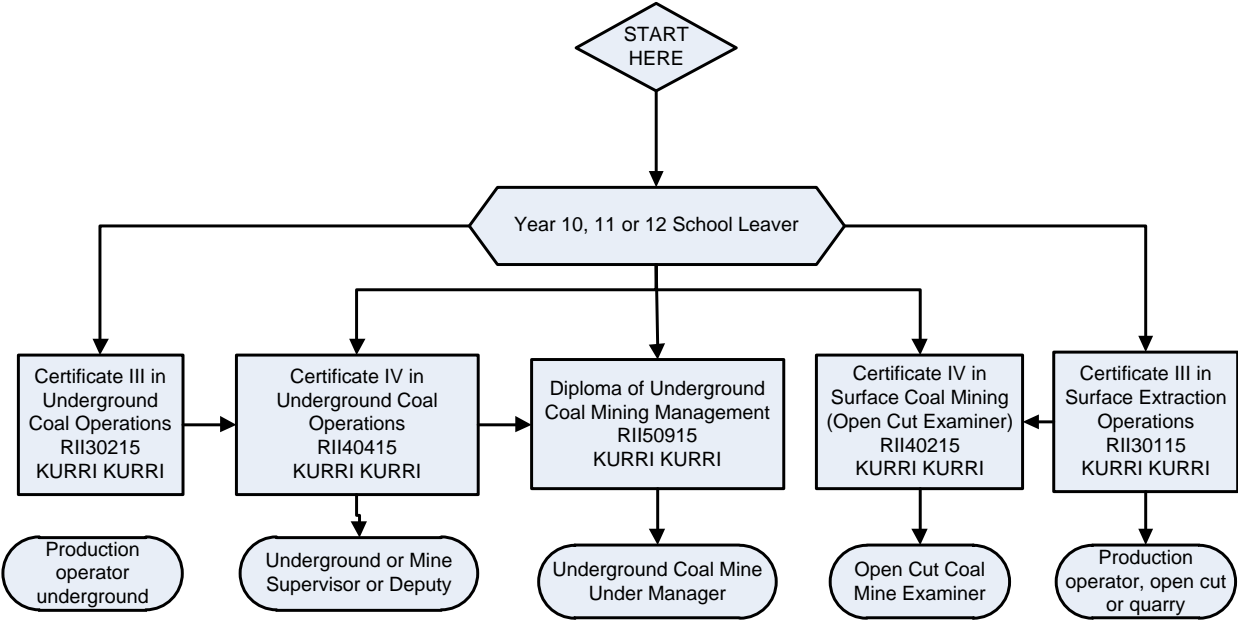 START
HERE
Year 10, 11 or 12 School Leaver
Certificate III in
Underground
Coal Operations
RII30215
KURRI KURRI
Certificate IV in
Underground Coal
Operations
RII40415
KURRI KURRI
Diploma of Underground
Coal Mining Management
RII50915
KURRI KURRI
Certificate IV in
Surface Coal Mining
(Open Cut Examiner)
RII40215
KURRI KURRI
Certificate III in
Surface Extraction
Operations
RII30115
KURRI KURRI
Production
operator
underground
Underground or Mine
Supervisor or Deputy
Underground Coal Mine
Under Manager
Open Cut Coal
Mine Examiner
Production
operator, open cut
or quarry